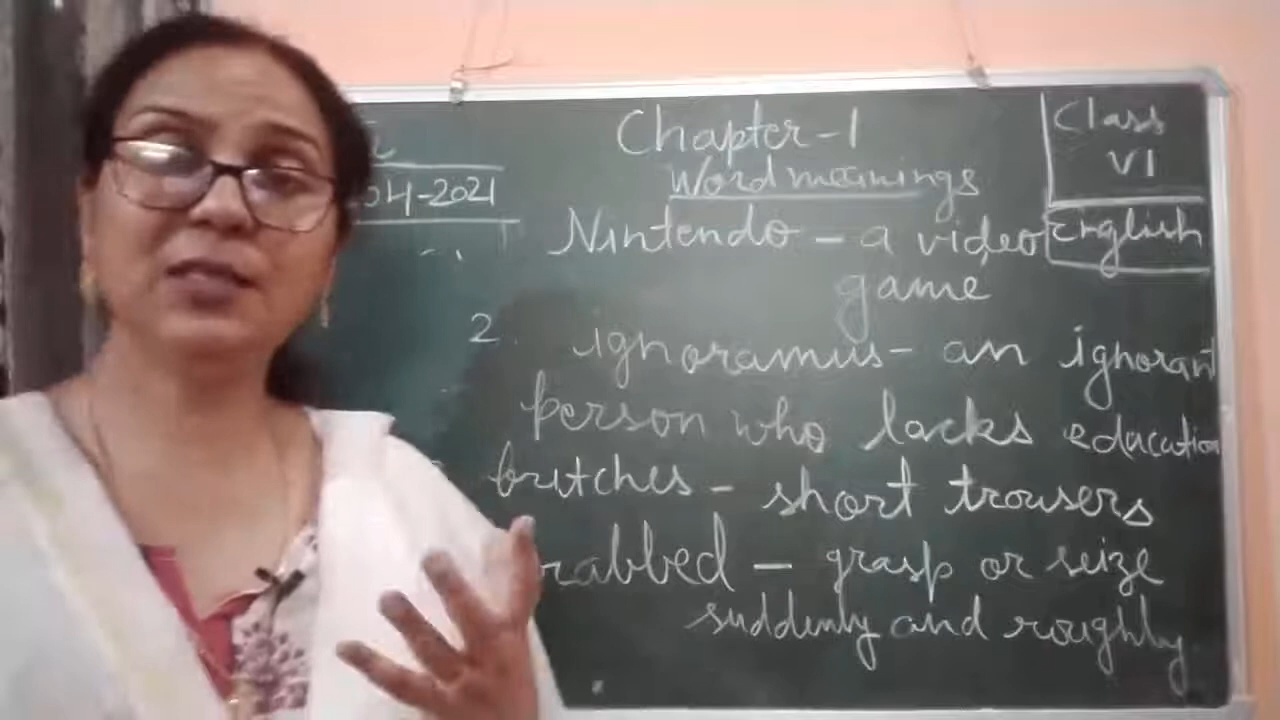 Chapter-1
Class
VI
Word meanings
04-2021
Nintendo - a video
English
game
2. ignoramus - an ignorant
person who lacks education
britches - short trousers
rabbed - grasp or seize
suddenly and roughly